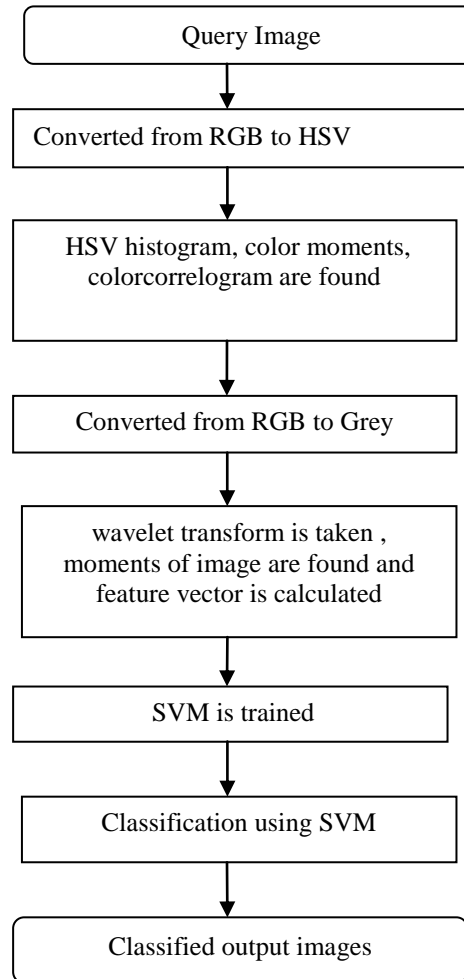 Query Image
Converted from RGB to HSV
HSV histogram, color moments,
colorcorrelogram are found
Converted from RGB to Grey
wavelet transform is taken ,
moments of image are found and
feature vector is calculated
SVM is trained
Classification using SVM
Classified output images